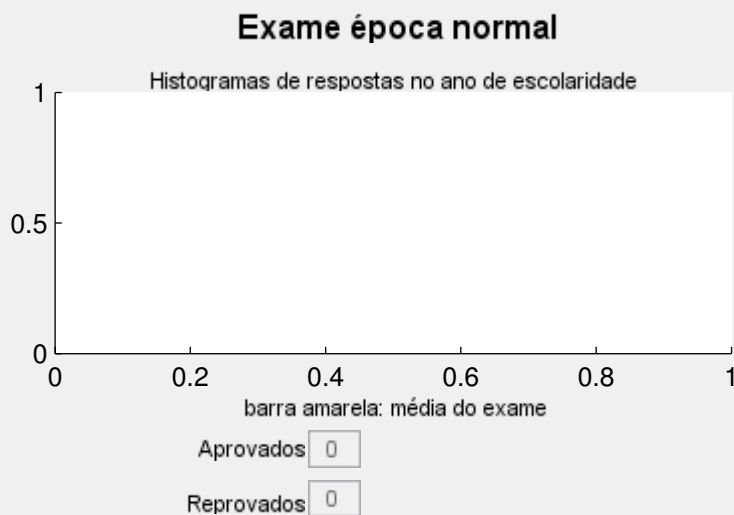 Exame época normal
Histogramas de respostas no ano de escolaridade
1
0.5
0
0 0.2 0.4 0.6 0.8 1
barra amarela: média do exame
Aprovados 0
Reprovados 0